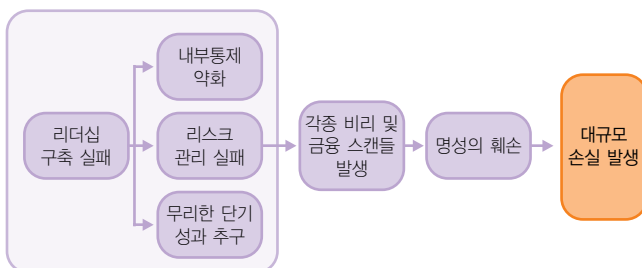 리더십
구축 실패
내부통제
약화
리스크
관리 실패
무리한 단기
성과 추구
각종 비리 및
금융 스캔들
발생
명성의 훼손
대규모
손실 발생